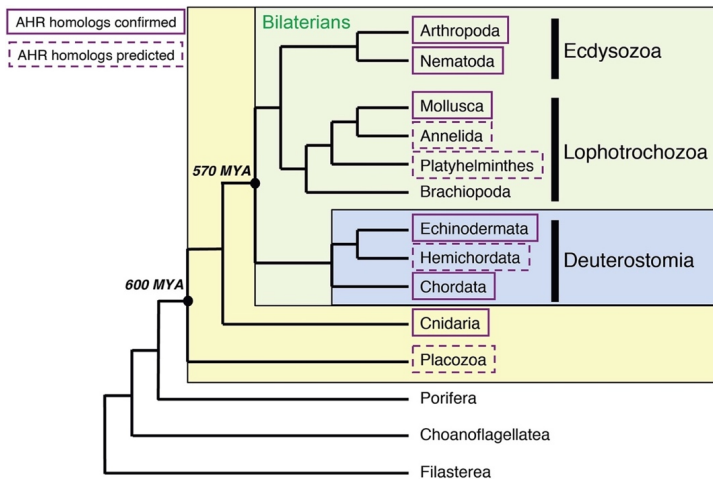 AHR homologs confirmed
AHR homologs predicted
Bilaterians
Arthropoda
Nematoda
Ecdysozoa
Mollusca
Annelida
Platyhelminthes
Brachiopoda
Lophotrochozoa
570 MYA
Echinodermata
Hemichordata
Chordata
Deuterostomia
600 MYA
Cnidaria
Placozoa
Porifera
Choanoflagellatea
Filasterea